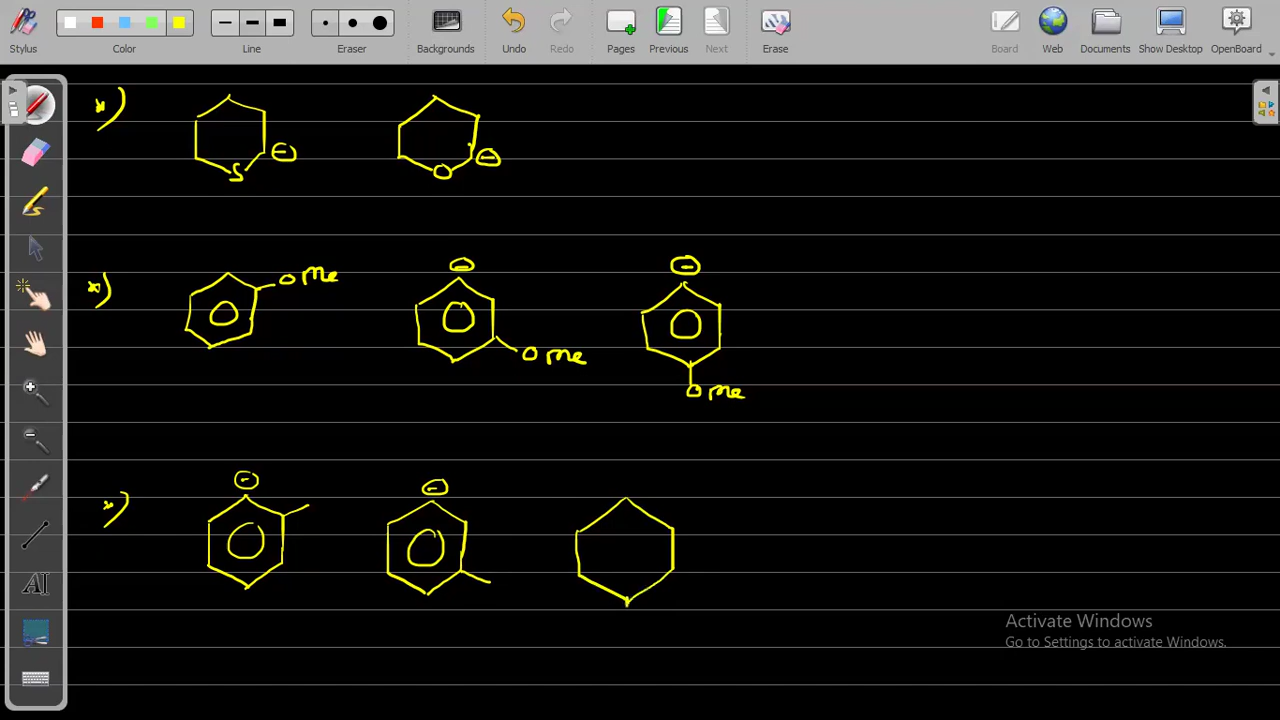 Stylus Color Line Eraser Backgrounds Undo Redo Pages Previous Next Erase Board Web Documents Show Desktop OpenBoard
*)
S ⊖ O ⊖
*)
OMe ⊖ OMe ⊖ OMe
*)
⊖ ⊖
AI
Activate Windows
Go to Settings to activate Windows.